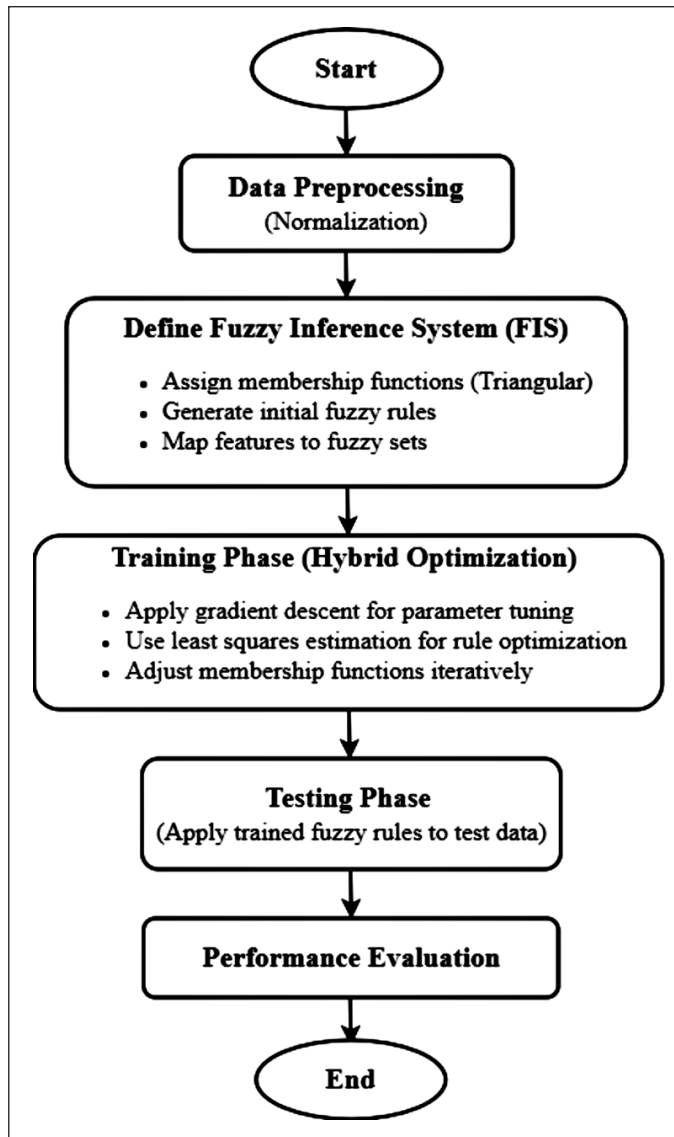 Start
Data Preprocessing
(Normalization)
Define Fuzzy Inference System (FIS)
• Assign membership functions (Triangular)
• Generate initial fuzzy rules
• Map features to fuzzy sets
Training Phase (Hybrid Optimization)
• Apply gradient descent for parameter tuning
• Use least squares estimation for rule optimization
• Adjust membership functions iteratively
Testing Phase
(Apply trained fuzzy rules to test data)
Performance Evaluation
End